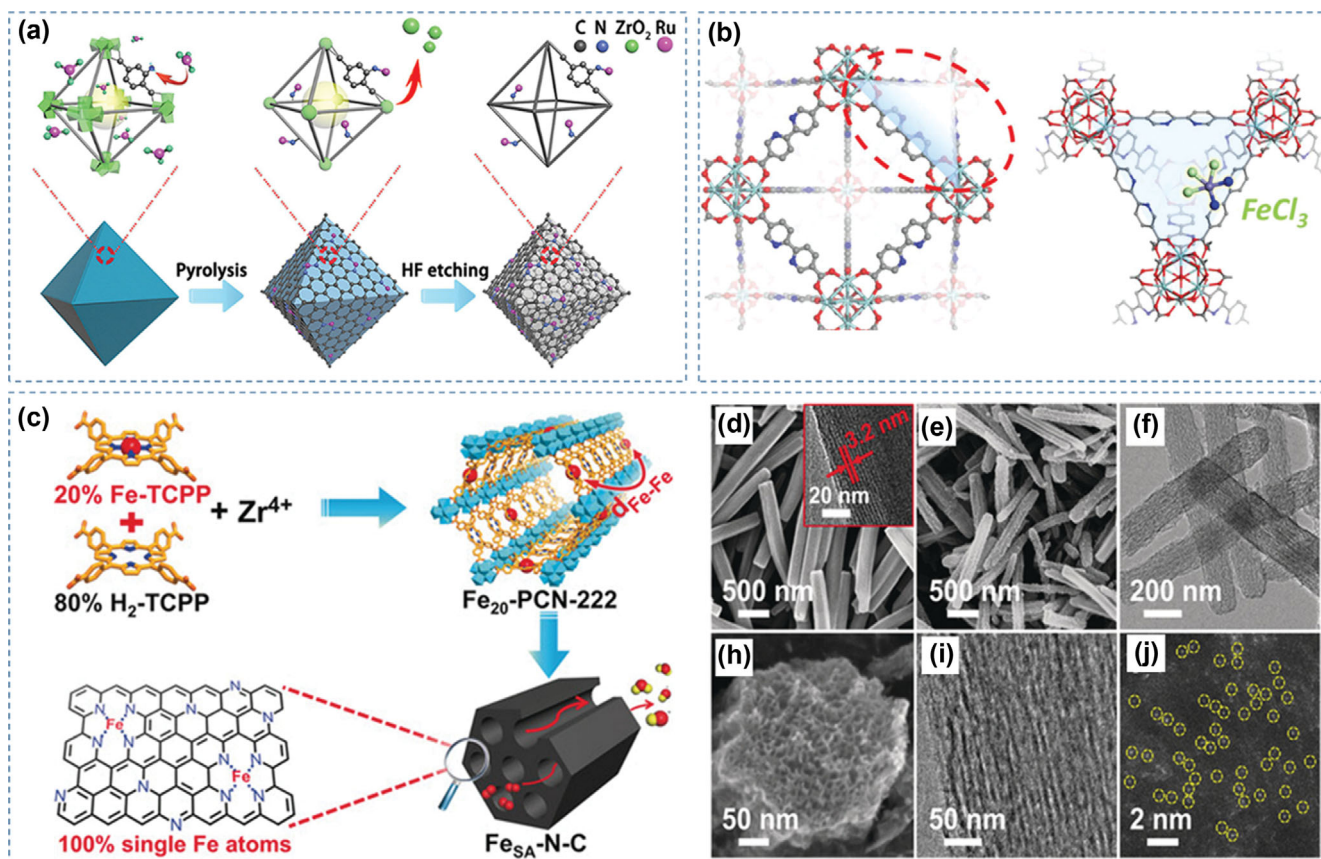 (a)
C N ZrO₂ Ru
Pyrolysis
HF etching
(b)
FeCl₃
(c)
20% Fe-TCPP
+
+ Zr⁴⁺
80% H₂-TCPP
dFe-Fe
Fe₂₀-PCN-222
Fe
N
N
N
N
N
N
N
Fe
N
N
N
N
100% single Fe atoms
FeSA-N-C
(d)
3.2 nm
20 nm
500 nm
(e)
500 nm
(f)
200 nm
(h)
50 nm
(i)
50 nm
(j)
2 nm